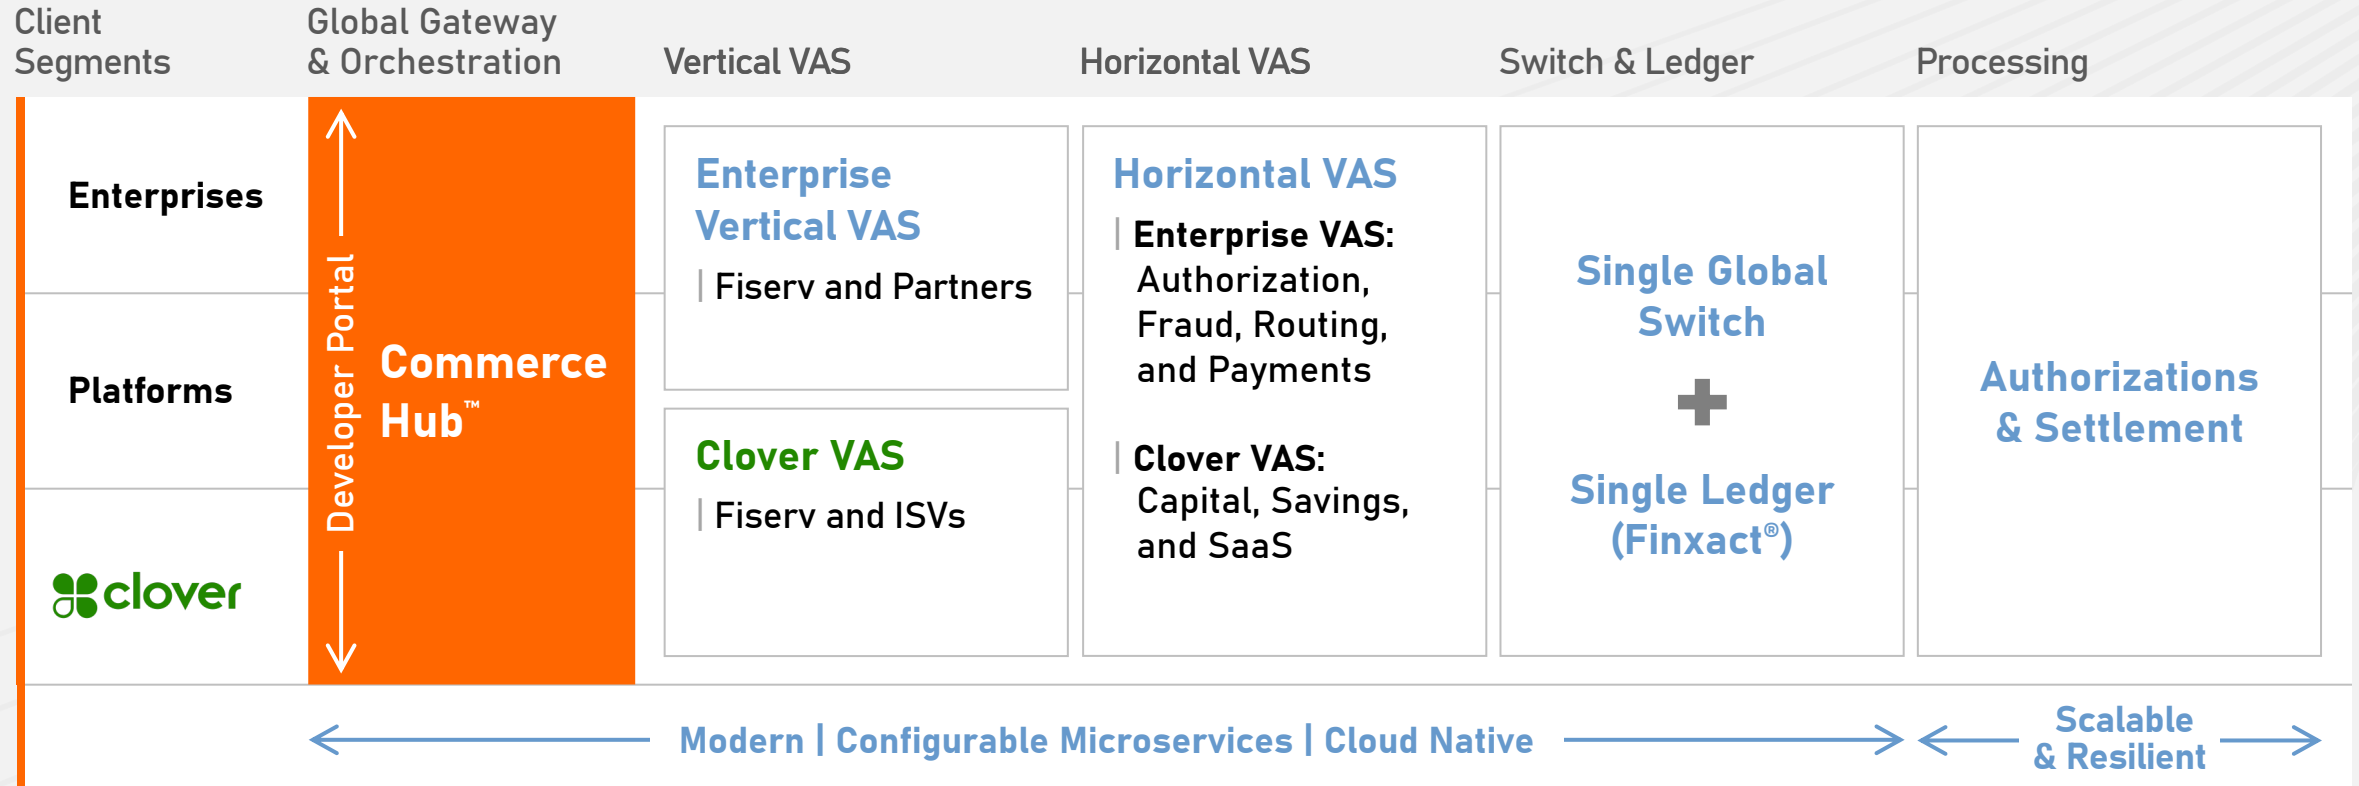 Client
Segments
Global Gateway
& Orchestration
Vertical VAS
Horizontal VAS
Switch & Ledger
Processing
Enterprises
Platforms
clover
Developer Portal
Commerce
Hub™
Enterprise
Vertical VAS
| Fiserv and Partners
Clover VAS
| Fiserv and ISVs
Horizontal VAS
| Enterprise VAS:
Authorization,
Fraud, Routing,
and Payments
| Clover VAS:
Capital, Savings,
and SaaS
Single Global
Switch
+
Single Ledger
(Finxact®)
Authorizations
& Settlement
Modern | Configurable Microservices | Cloud Native
Scalable
& Resilient